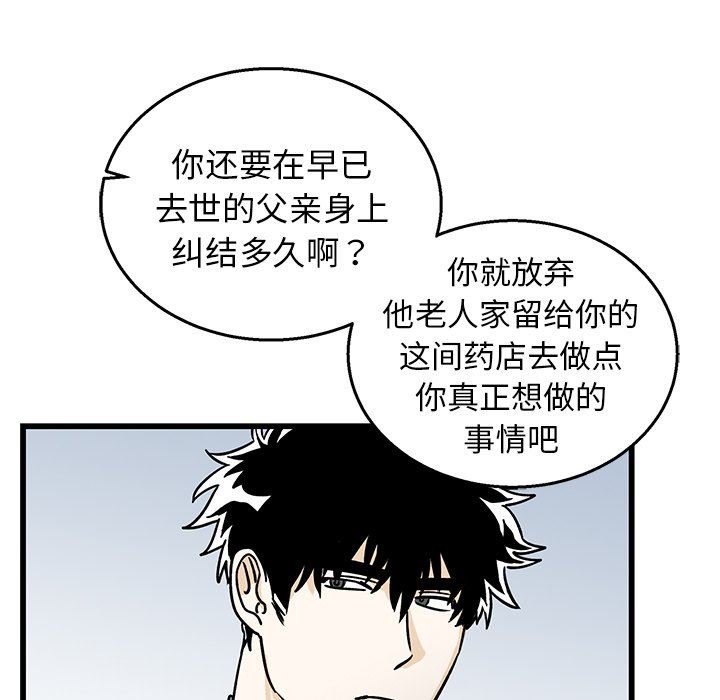 你还要在早已
去世的父亲身上
纠结多久啊？
你就放弃
他老人家留给你的
这间药店去做点
你真正想做的
事情吧